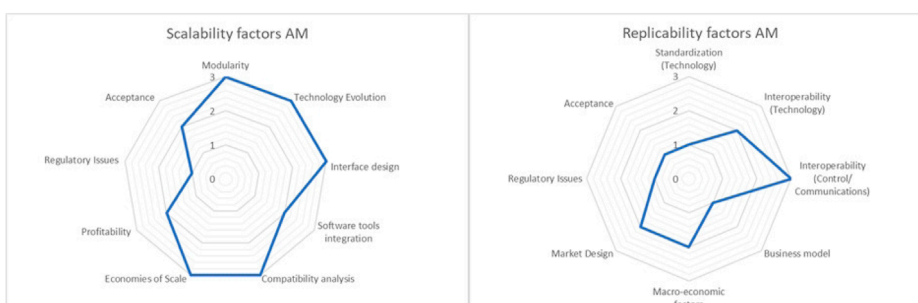 Scalability factors AM
Modularity
3
Acceptance
Technology Evolution
2
1
Regulatory Issues
Interface design
0
Profitability
Software tools
integration
Economies of Scale
Compatibility analysis
Replicability factors AM
Standardization
(Technology)
3
Acceptance
Interoperability
(Technology)
2
1
Regulatory Issues
0
Interoperability
(Control/
Communications)
Market Design
Business model
Macro-economic